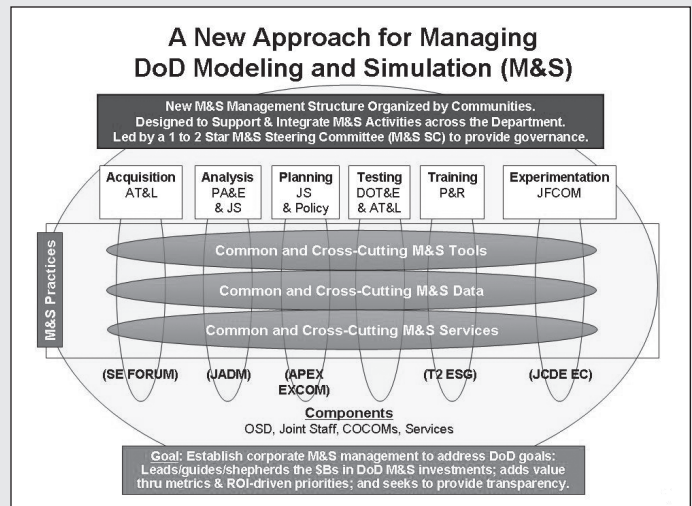 A New Approach for Managing
DoD Modeling and Simulation (M&S)
New M&S Management Structure Organized by Communities.
Designed to Support & Integrate M&S Activities across the Department.
Led by a 1 to 2 Star M&S Steering Committee (M&S SC) to provide governance.
Acquisition
AT&L
Analysis
PA&E
& JS
Planning
JS
& Policy
Testing
DOT&E
& AT&L
Training
P&R
Experimentation
JFCOM
M&S Practices
Common and Cross-Cutting M&S Tools
Common and Cross-Cutting M&S Data
Common and Cross-Cutting M&S Services
(SE FORUM)
(JADM)
(APEX
EXCOM)
(T2 ESG)
(JCDE EC)
Components
OSD, Joint Staff, COCOMs, Services
Goal: Establish corporate M&S management to address DoD goals:
Leads/guides/shepherds the $Bs in DoD M&S investments; adds value
thru metrics & ROI-driven priorities; and seeks to provide transparency.